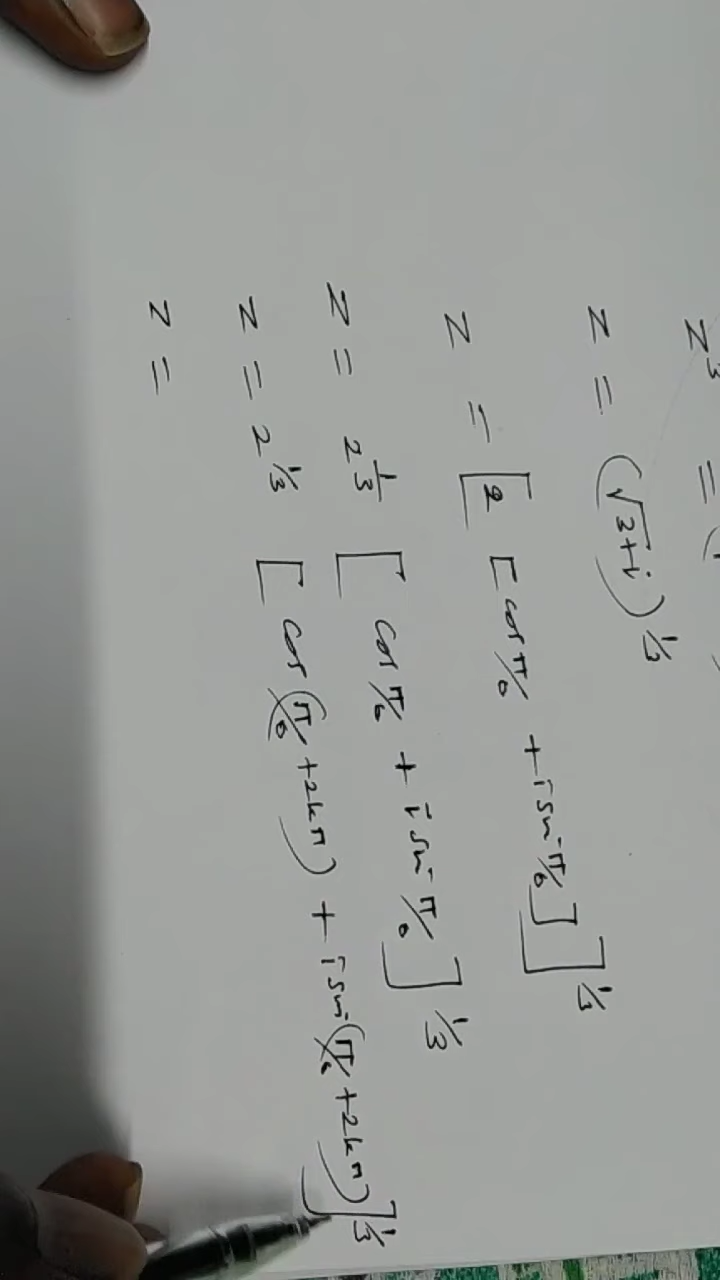 z³ = (
z = (√3+i)^⅓
z = [2 [cos π/6 + i sin π/6]]^⅓
z = 2^⅓ [cos π/6 + i sin π/6]^⅓
z = 2^⅓ [cos(π/6 + 2kπ) + i sin(π/6 + 2kπ)]^⅓
z =